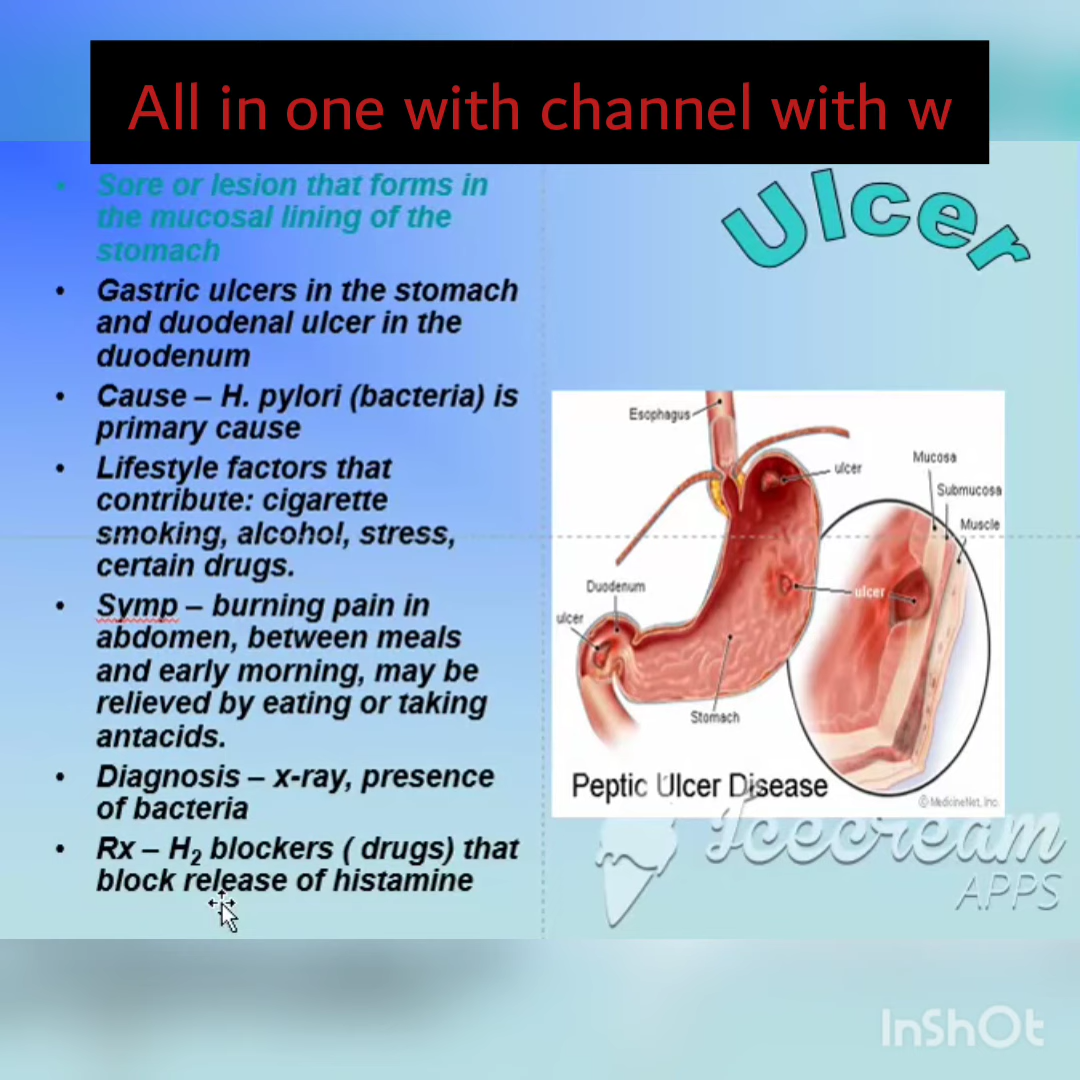 All in one with channel with w
Ulcer
• Sore or lesion that forms in
the mucosal lining of the
stomach
• Gastric ulcers in the stomach
and duodenal ulcer in the
duodenum
• Cause – H. pylori (bacteria) is
primary cause
• Lifestyle factors that
contribute: cigarette
smoking, alcohol, stress,
certain drugs.
• Symp – burning pain in
abdomen, between meals
and early morning, may be
relieved by eating or taking
antacids.
• Diagnosis – x-ray, presence
of bacteria
• Rx – H₂ blockers ( drugs) that
block release of histamine
Esophagus
ulcer
Mucosa
Submucosa
Muscle
Duodenum
ulcer
ulcer
Stomach
Peptic Ulcer Disease
© MedicineNet, Inc.
Icecream
APPS
InShOt